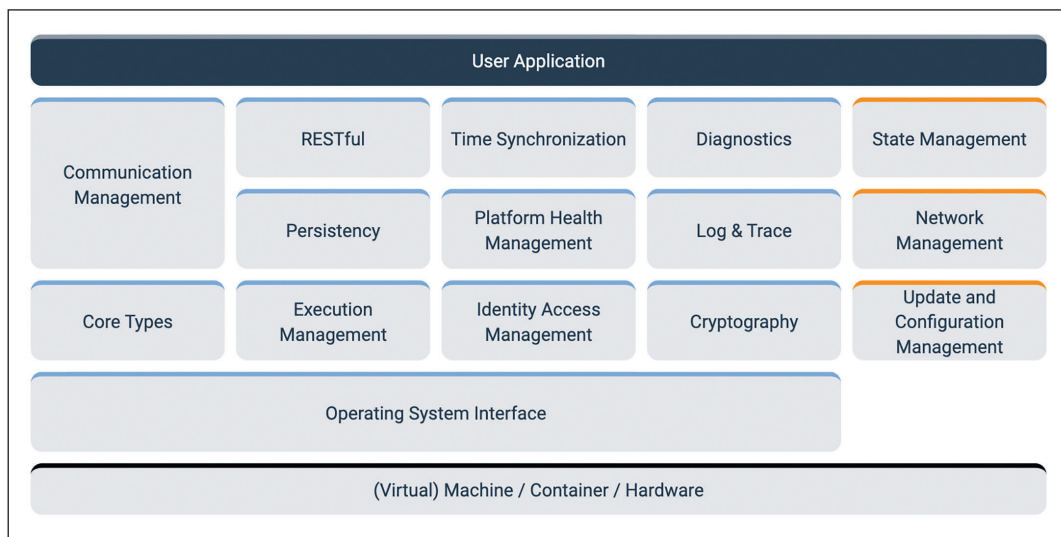 User Application
Communication
Management
RESTful
Time Synchronization
Diagnostics
State Management
Persistency
Platform Health
Management
Log & Trace
Network
Management
Core Types
Execution
Management
Identity Access
Management
Cryptography
Update and
Configuration
Management
Operating System Interface
(Virtual) Machine / Container / Hardware